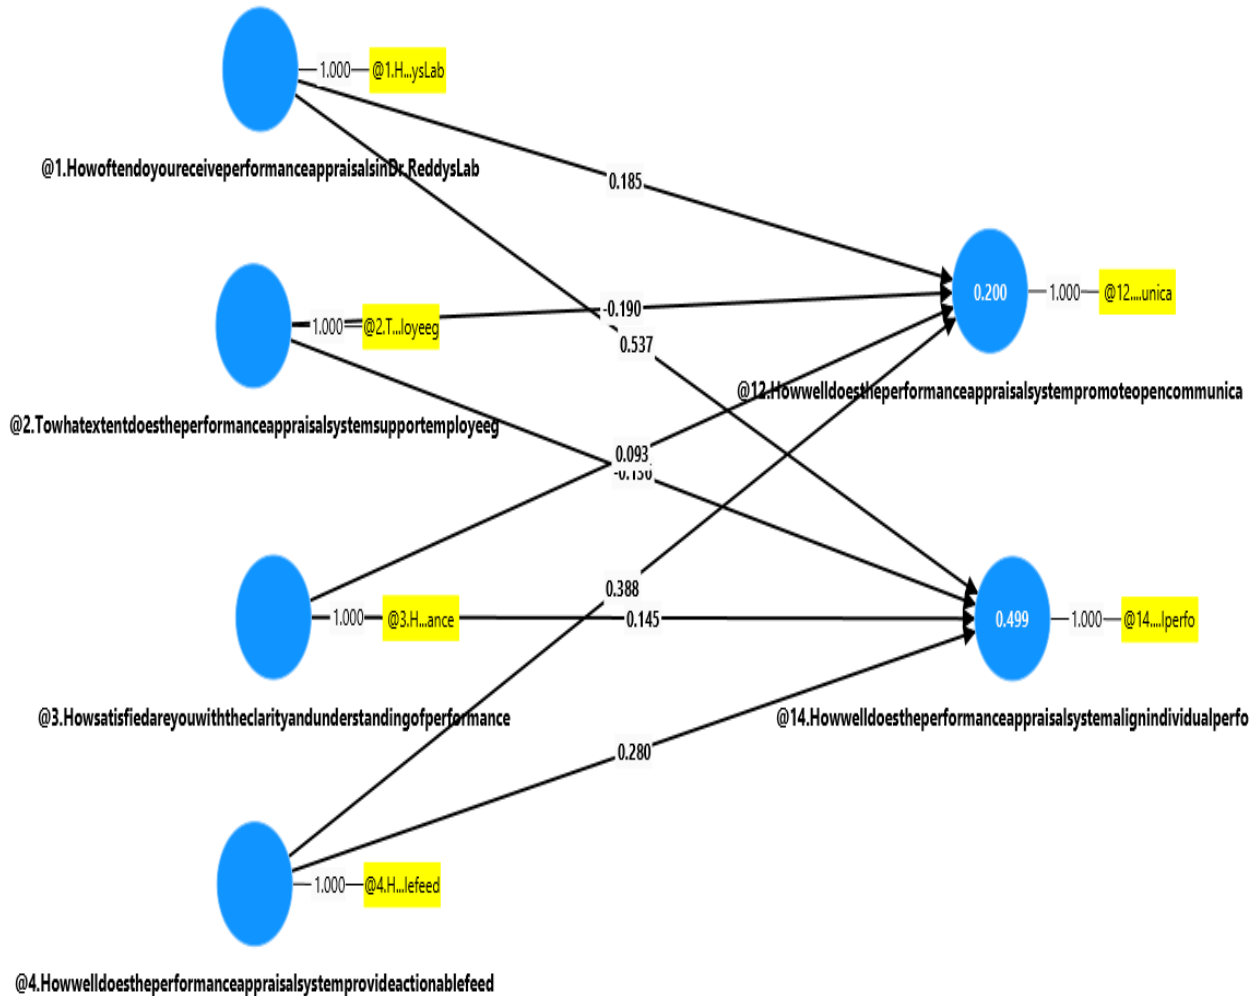 1.000
@1.H...ysLab
@1.HowoftendoyoureceiveperformanceappraisalsinDr.ReddysLab
0.185
0.200
1.000
@12....unica
-0.190
1.000
@2.T...loyeeg
0.537
@12.Howwelldoestheperformanceappraisalsystempromoteopencommunica
@2.Towhatextentdoestheperformanceappraisalsystemsupportemployeeg
0.093
0.388
1.000
@3.H...ance
0.145
0.499
1.000
@14....lperfo
@3.Howsatisfiedareyouwiththeclarityandunderstandingofperformance
@14.Howwelldoestheperformanceappraisalsystemalignindividualperfo
0.280
1.000
@4.H...lefeed
@4.Howwelldoestheperformanceappraisalsystemprovideactionablefeed